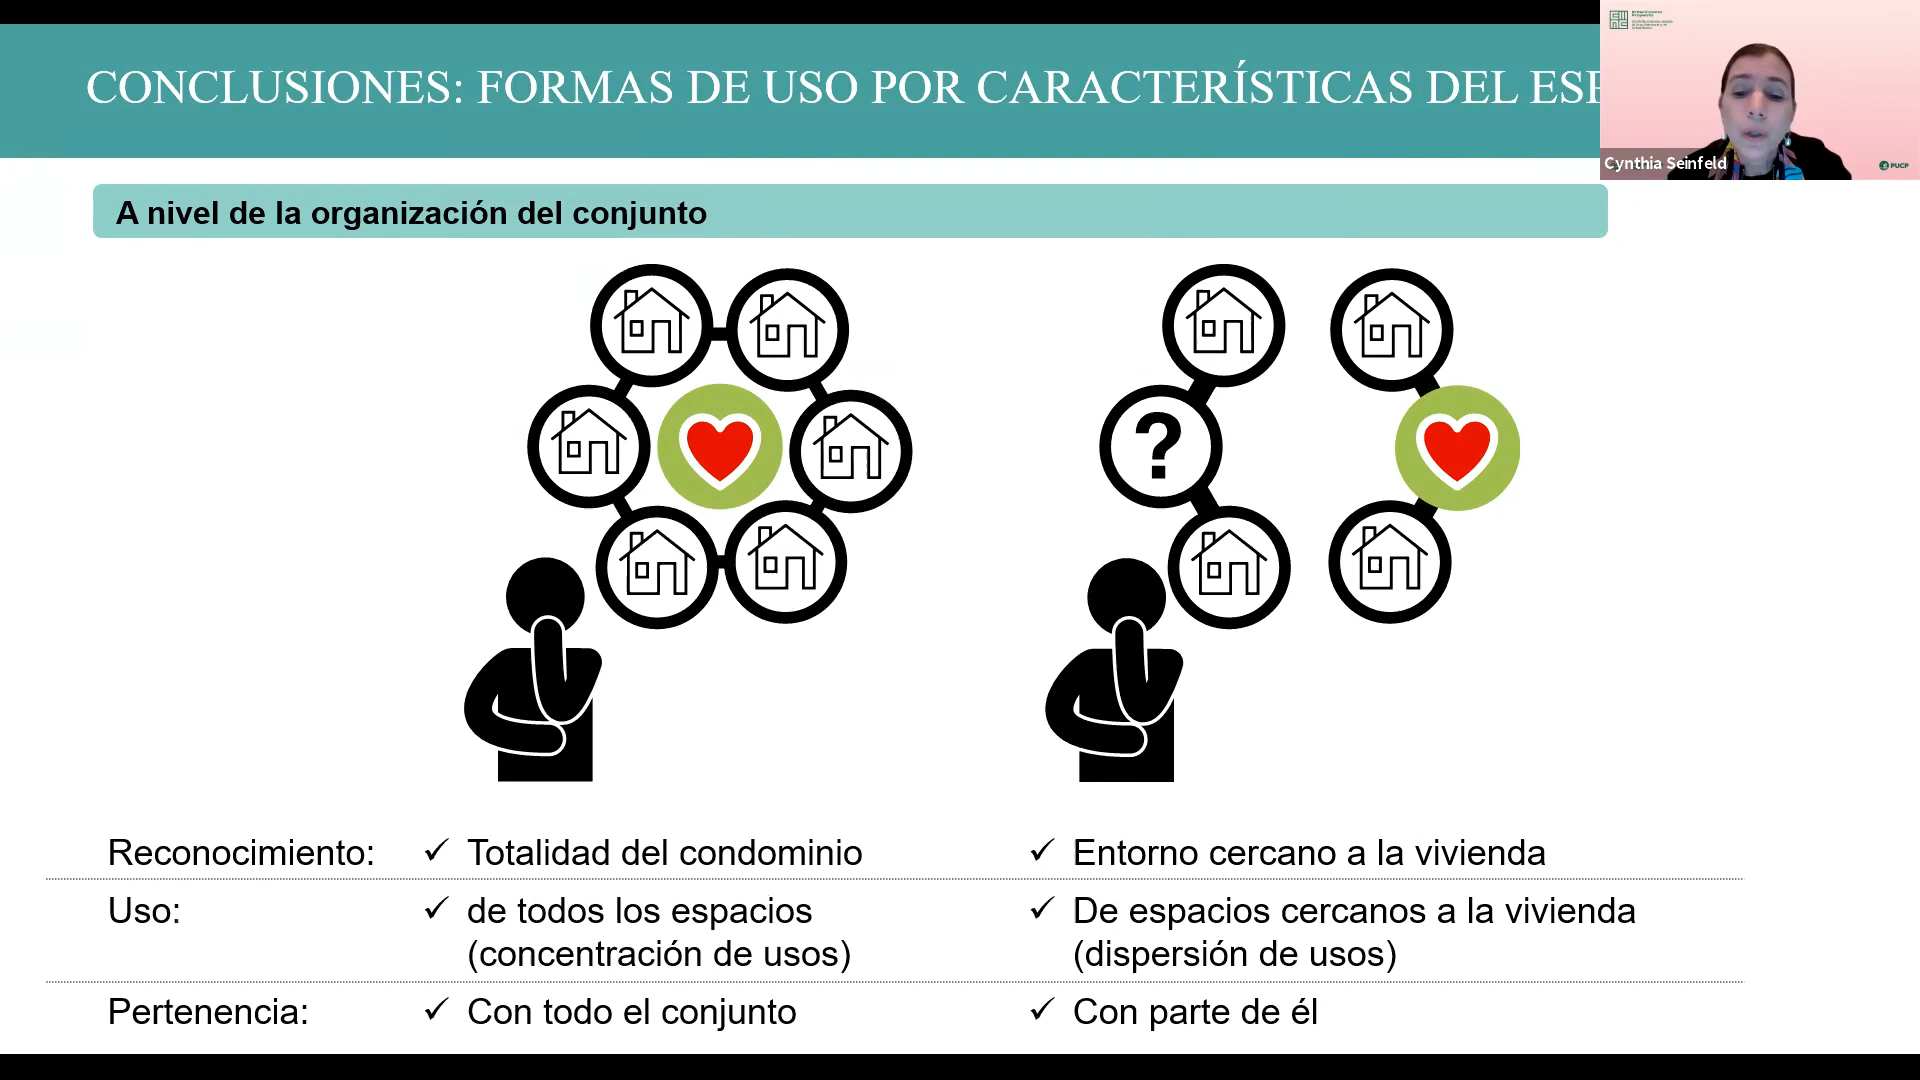 CONCLUSIONES: FORMAS DE USO POR CARACTERÍSTICAS DEL
Cynthia Seinfeld
PUCP
A nivel de la organización del conjunto
?
Reconocimiento: ✓ Totalidad del condominio ✓ Entorno cercano a la vivienda
Uso: ✓ de todos los espacios ✓ De espacios cercanos a la vivienda
(concentración de usos) (dispersión de usos)
Pertenencia: ✓ Con todo el conjunto ✓ Con parte de él